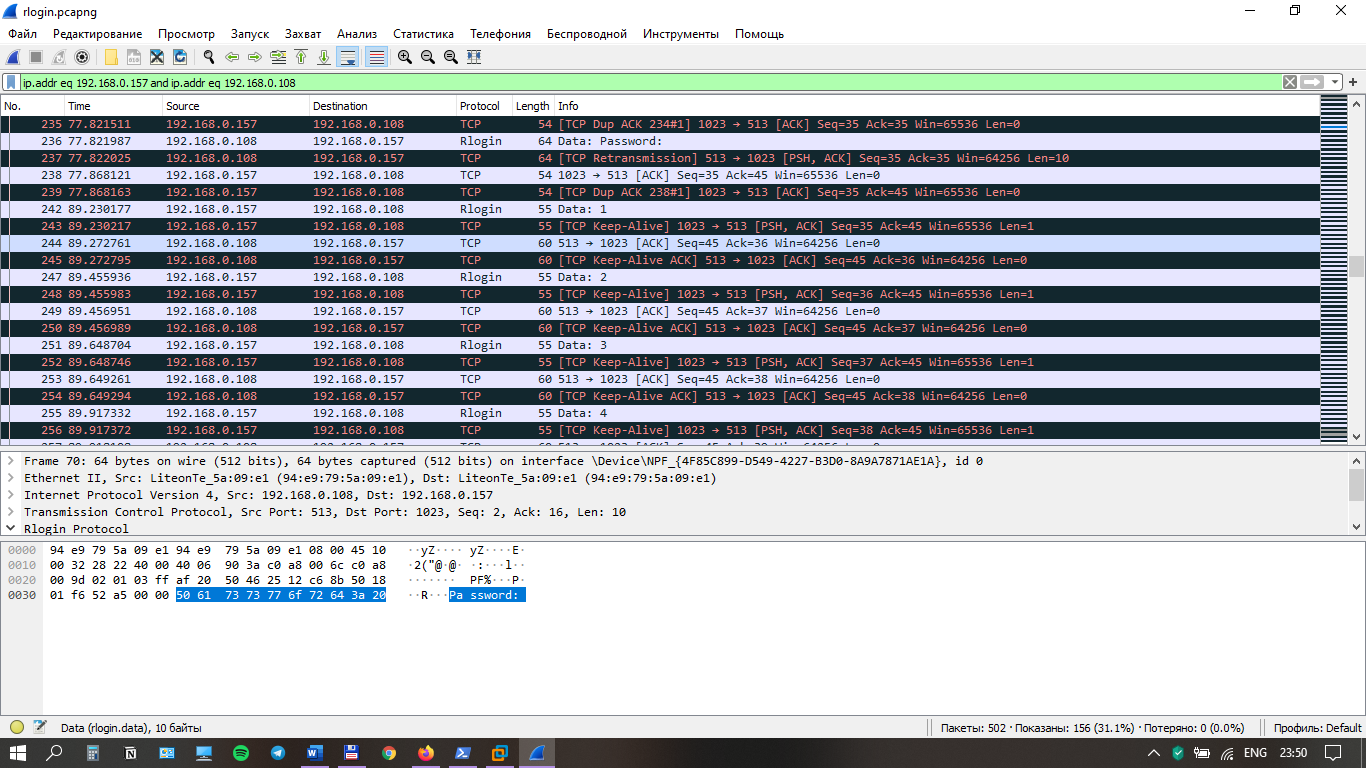 rlogin.pcapng
Файл Редактирование Просмотр Запуск Захват Анализ Статистика Телефония Беспроводной Инструменты Помощь
ip.addr eq 192.168.0.157 and ip.addr eq 192.168.0.108
No. Time Source Destination Protocol Length Info
235 77.821511 192.168.0.157 192.168.0.108 TCP 54 [TCP Dup ACK 234#1] 1023 → 513 [ACK] Seq=35 Ack=35 Win=65536 Len=0
236 77.821987 192.168.0.108 192.168.0.157 Rlogin 64 Data: Password:
237 77.822025 192.168.0.108 192.168.0.157 TCP 64 [TCP Retransmission] 513 → 1023 [PSH, ACK] Seq=35 Ack=35 Win=64256 Len=10
238 77.868121 192.168.0.157 192.168.0.108 TCP 54 1023 → 513 [ACK] Seq=35 Ack=45 Win=65536 Len=0
239 77.868163 192.168.0.157 192.168.0.108 TCP 54 [TCP Dup ACK 238#1] 1023 → 513 [ACK] Seq=35 Ack=45 Win=65536 Len=0
242 89.230177 192.168.0.157 192.168.0.108 Rlogin 55 Data: 1
243 89.230217 192.168.0.157 192.168.0.108 TCP 55 [TCP Keep-Alive] 1023 → 513 [PSH, ACK] Seq=35 Ack=45 Win=65536 Len=1
244 89.272761 192.168.0.108 192.168.0.157 TCP 60 513 → 1023 [ACK] Seq=45 Ack=36 Win=64256 Len=0
245 89.272795 192.168.0.108 192.168.0.157 TCP 60 [TCP Keep-Alive ACK] 513 → 1023 [ACK] Seq=45 Ack=36 Win=64256 Len=0
247 89.455936 192.168.0.157 192.168.0.108 Rlogin 55 Data: 2
248 89.455983 192.168.0.157 192.168.0.108 TCP 55 [TCP Keep-Alive] 1023 → 513 [PSH, ACK] Seq=36 Ack=45 Win=65536 Len=1
249 89.456951 192.168.0.108 192.168.0.157 TCP 60 513 → 1023 [ACK] Seq=45 Ack=37 Win=64256 Len=0
250 89.456989 192.168.0.108 192.168.0.157 TCP 60 [TCP Keep-Alive ACK] 513 → 1023 [ACK] Seq=45 Ack=37 Win=64256 Len=0
251 89.648704 192.168.0.157 192.168.0.108 Rlogin 55 Data: 3
252 89.648746 192.168.0.157 192.168.0.108 TCP 55 [TCP Keep-Alive] 1023 → 513 [PSH, ACK] Seq=37 Ack=45 Win=65536 Len=1
253 89.649261 192.168.0.108 192.168.0.157 TCP 60 513 → 1023 [ACK] Seq=45 Ack=38 Win=64256 Len=0
254 89.649294 192.168.0.108 192.168.0.157 TCP 60 [TCP Keep-Alive ACK] 513 → 1023 [ACK] Seq=45 Ack=38 Win=64256 Len=0
255 89.917332 192.168.0.157 192.168.0.108 Rlogin 55 Data: 4
256 89.917372 192.168.0.157 192.168.0.108 TCP 55 [TCP Keep-Alive] 1023 → 513 [PSH, ACK] Seq=38 Ack=45 Win=65536 Len=1
Frame 70: 64 bytes on wire (512 bits), 64 bytes captured (512 bits) on interface \Device\NPF_{4F85C899-D549-4227-B3D0-8A9A7871AE1A}, id 0
Ethernet II, Src: LiteonTe_5a:09:e1 (94:e9:79:5a:09:e1), Dst: LiteonTe_5a:09:e1 (94:e9:79:5a:09:e1)
Internet Protocol Version 4, Src: 192.168.0.108, Dst: 192.168.0.157
Transmission Control Protocol, Src Port: 513, Dst Port: 1023, Seq: 2, Ack: 16, Len: 10
Rlogin Protocol
0000 94 e9 79 5a 09 e1 94 e9 79 5a 09 e1 08 00 45 10 ··yZ···· yZ····E·
0010 00 32 28 22 40 00 40 06 90 3a c0 a8 00 6c c0 a8 ·2("@·@· ·:···l··
0020 00 9d 02 01 03 ff af 20 50 46 25 12 c6 8b 50 18 ······· PF%···P·
0030 01 f6 52 a5 00 00 50 61 73 73 77 6f 72 64 3a 20 ··R···Pa ssword:
Data (rlogin.data), 10 байты
Пакеты: 502 · Показаны: 156 (31.1%) · Потеряно: 0 (0.0%)
Профиль: Default
ENG 23:50